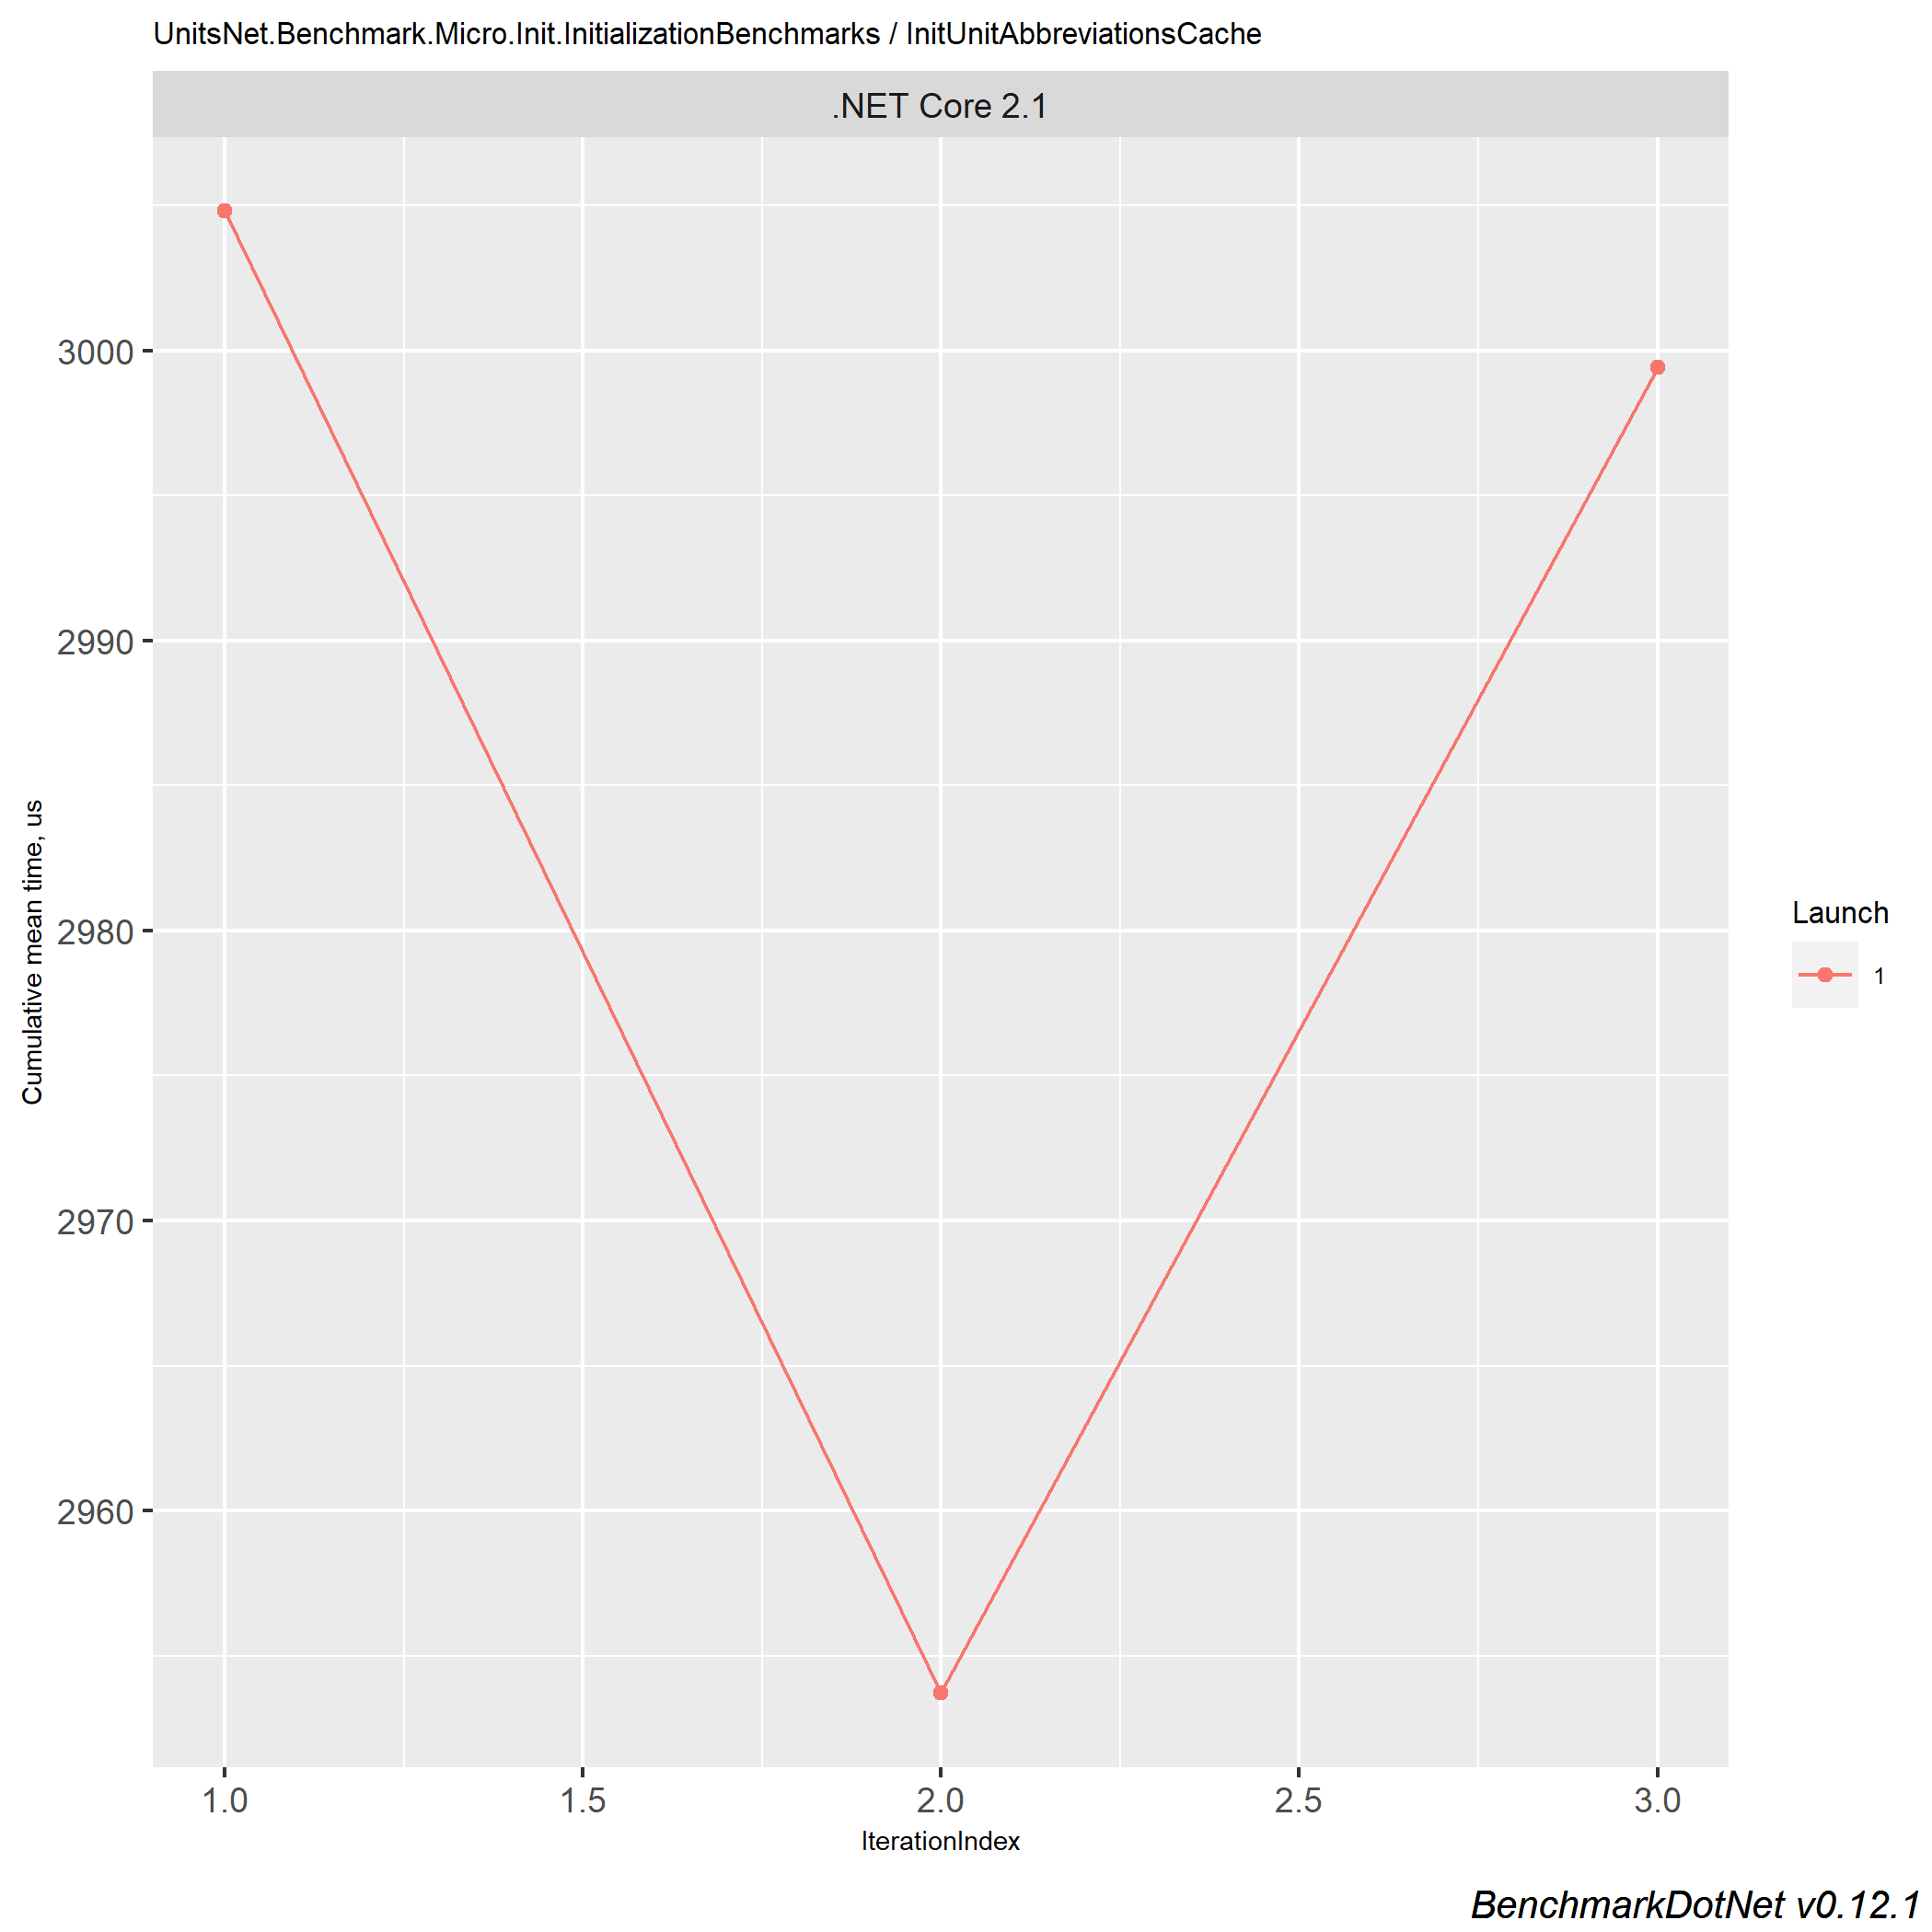 UnitsNet.Benchmark.Micro.Init.InitializationBenchmarks / InitUnitAbbreviationsCache
.NET Core 2.1
3000
2990
2980
2970
2960
Cumulative mean time, us
1.0 1.5 2.0 2.5 3.0
IterationIndex
Launch
1
BenchmarkDotNet v0.12.1